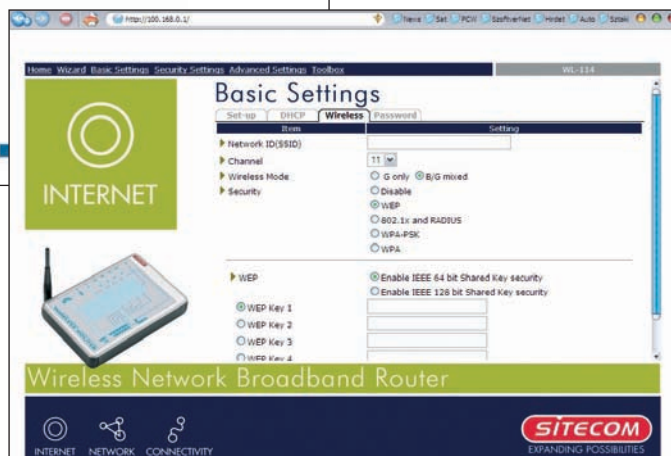 http://100.168.0.1/
News Set PCW SzoftverNet Hirdet Auto Sztaki
Home Wizard Basic Settings Security Settings Advanced Settings Toolbox
WL-114
Basic Settings
Set-up DHCP Wireless Password
Item Setting
Network ID(SSID)
Channel 11
Wireless Mode G only B/G mixed
Security Disable
WEP
802.1x and RADIUS
WPA-PSK
WPA
INTERNET
WEP Enable IEEE 64 bit Shared Key security
Enable IEEE 128 bit Shared Key security
WEP Key 1
WEP Key 2
WEP Key 3
WEP Key 4
Wireless Network Broadband Router
INTERNET NETWORK CONNECTIVITY
SITECOM
EXPANDING POSSIBILITIES